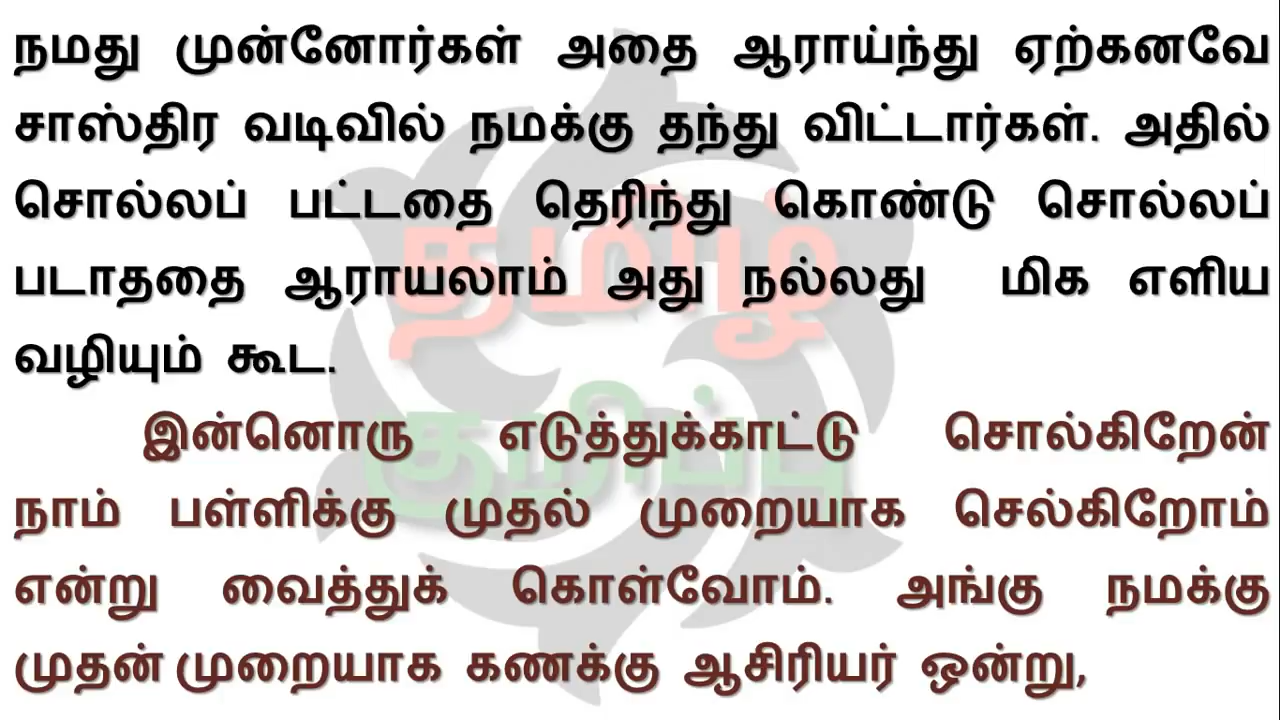 நமது முன்னோர்கள் அதை ஆராய்ந்து ஏற்கனவே
சாஸ்திர வடிவில் நமக்கு தந்து விட்டார்கள். அதில்
சொல்லப் பட்டதை தெரிந்து கொண்டு சொல்லப்
படாததை ஆராயலாம் அது நல்லது மிக எளிய
வழியும் கூட.
இன்னொரு எடுத்துக்காட்டு சொல்கிறேன்
நாம் பள்ளிக்கு முதல் முறையாக செல்கிறோம்
என்று வைத்துக் கொள்வோம். அங்கு நமக்கு
முதன் முறையாக கணக்கு ஆசிரியர் ஒன்று,
தமிழ்
குறிப்பு